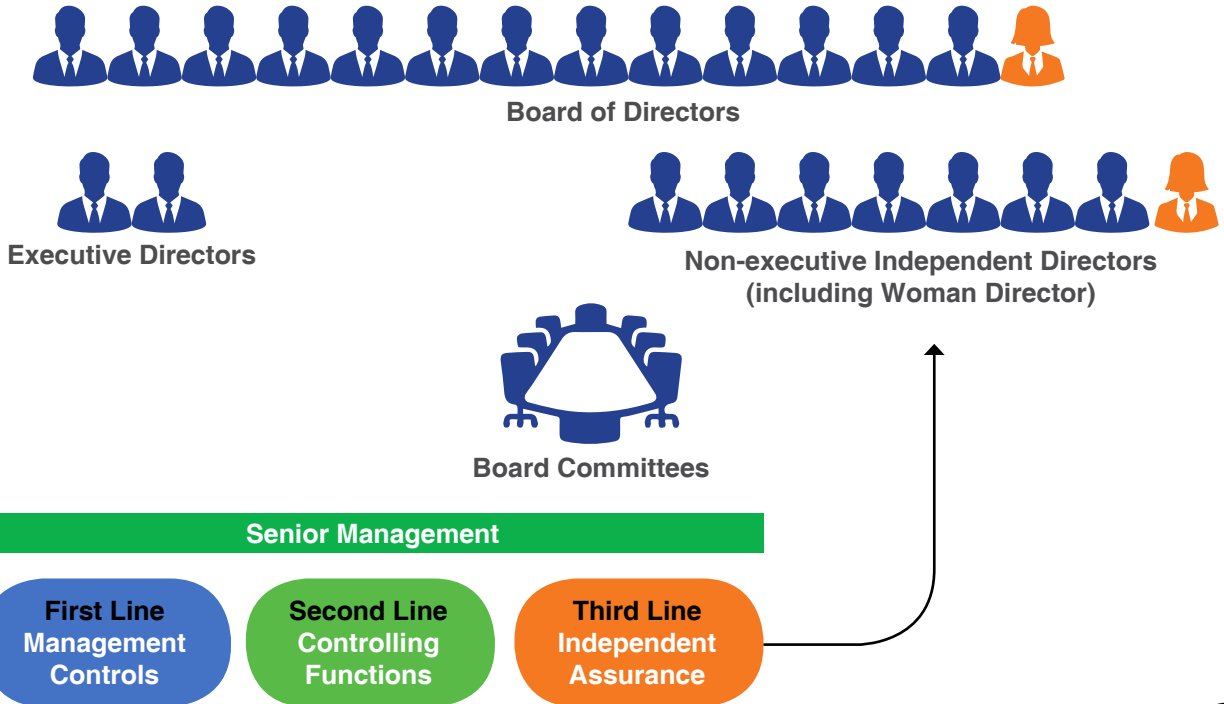 Board of Directors
Executive Directors
Non-executive Independent Directors
(including Woman Director)
Board Committees
Senior Management
First Line
Management
Controls
Second Line
Controlling
Functions
Third Line
Independent
Assurance